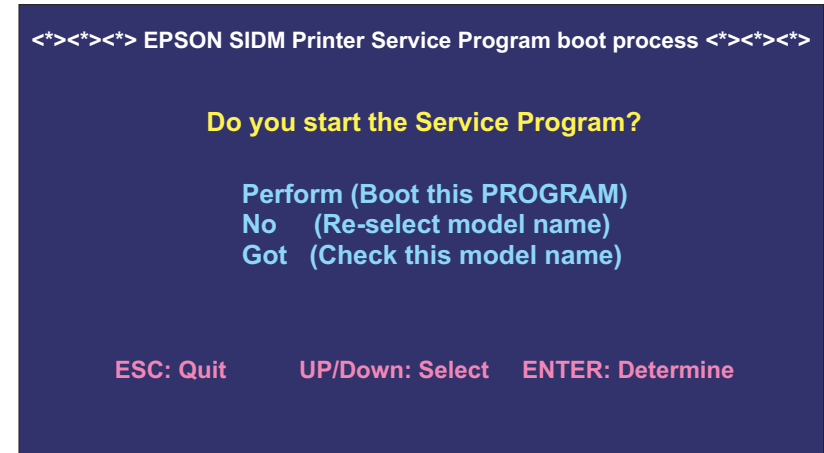 <*><*><*> EPSON SIDM Printer Service Program boot process <*><*><*>
Do you start the Service Program?
Perform (Boot this PROGRAM)
No (Re-select model name)
Got (Check this model name)
ESC: Quit UP/Down: Select ENTER: Determine